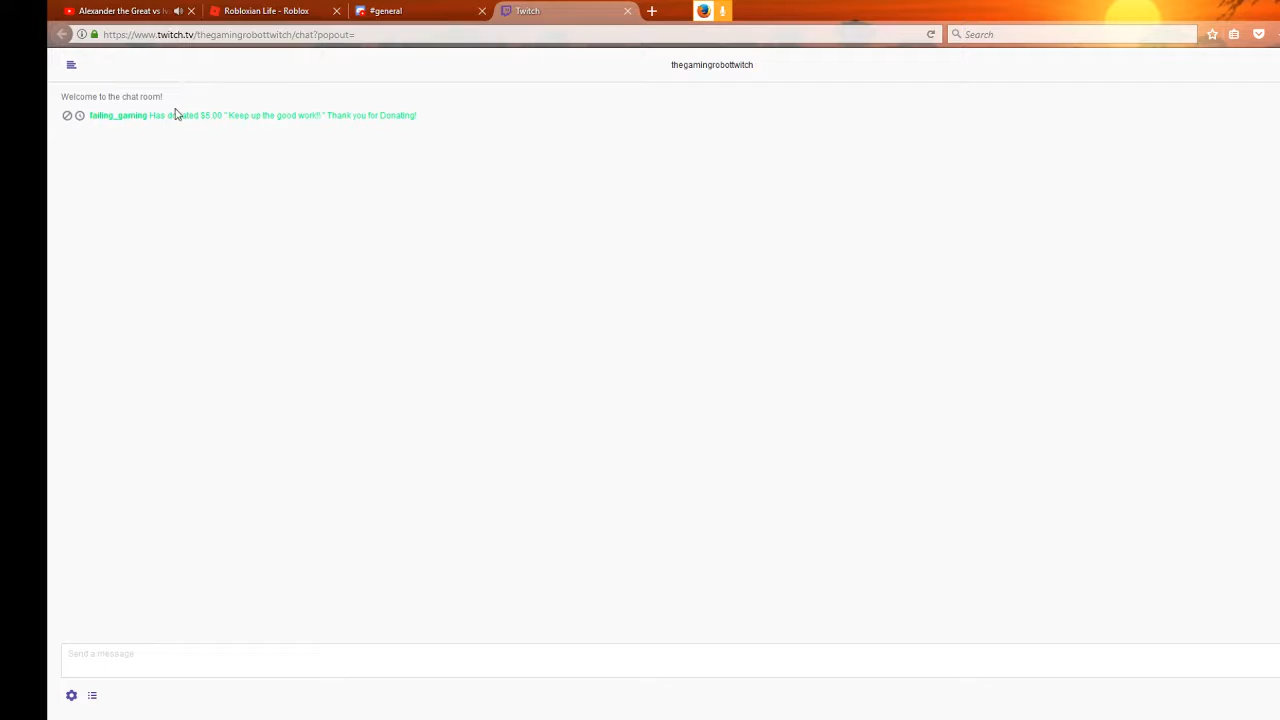 Alexander the Great vs Iv
Robloxian Life - Roblox
#general
Twitch
https://www.twitch.tv/thegamingrobottwitch/chat?popout=
Search
thegamingrobottwitch
Welcome to the chat room!
failing_gaming Has donated $5.00 " Keep up the good work!! " Thank you for Donating!
Send a message